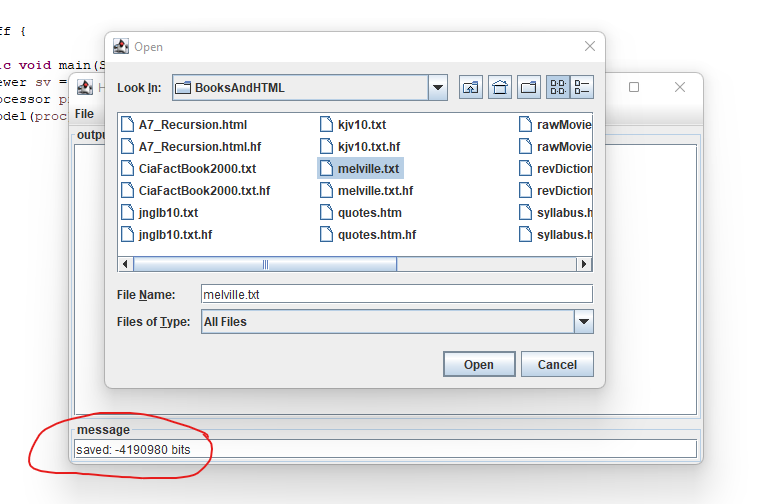 ff {
ic void main(S
ewer sv =
ocessor p
odel(proc
H
File
outpu
Open
Look In:
BooksAndHTML
A7_Recursion.html
A7_Recursion.html.hf
CiaFactBook2000.txt
CiaFactBook2000.txt.hf
jnglb10.txt
jnglb10.txt.hf
kjv10.txt
kjv10.txt.hf
melville.txt
melville.txt.hf
quotes.htm
quotes.htm.hf
rawMovie
rawMovie
revDiction
revDiction
syllabus.h
syllabus.h
File Name:
melville.txt
Files of Type:
All Files
Open
Cancel
message
saved: -4190980 bits